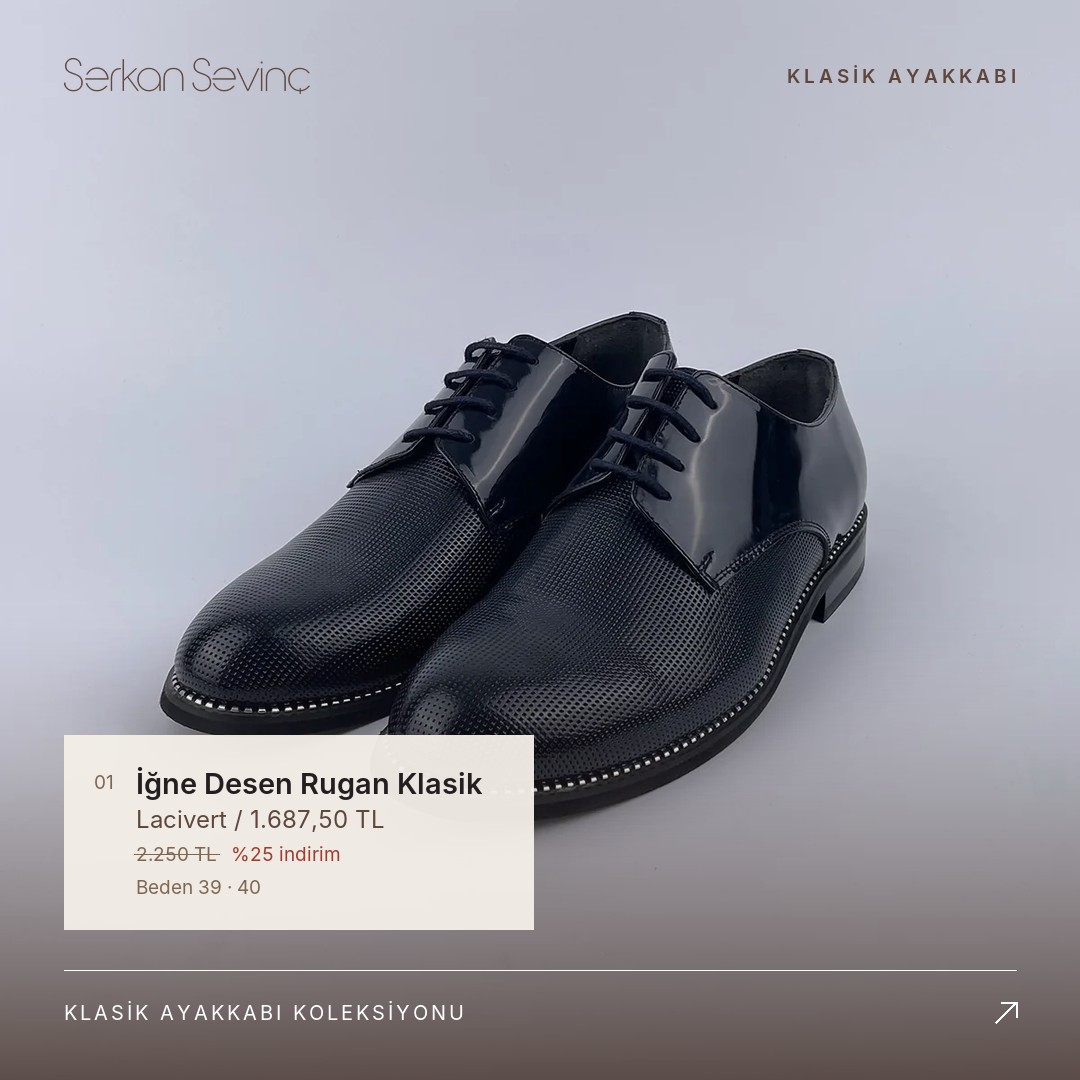 Serkan Sevinç
KLASİK AYAKKABI
01
İğne Desen Rugan Klasik
Lacivert / 1.687,50 TL
2.250 TL %25 indirim
Beden 39 · 40
KLASİK AYAKKABI KOLEKSİYONU